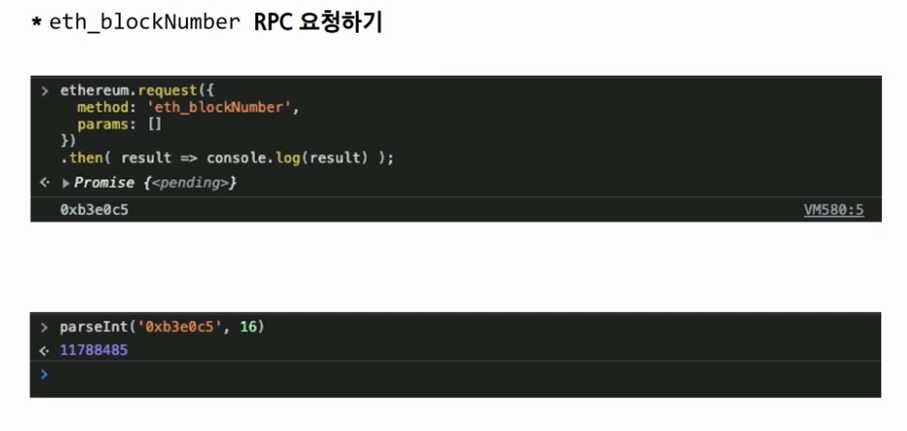 * eth_blockNumber RPC 요청하기
> ethereum.request({
method: 'eth_blockNumber',
params: []
})
.then( result => console.log(result) );
<· ▶Promise {<pending>}
0xb3e0c5 VM580:5
> parseInt('0xb3e0c5', 16)
<· 11788485
>